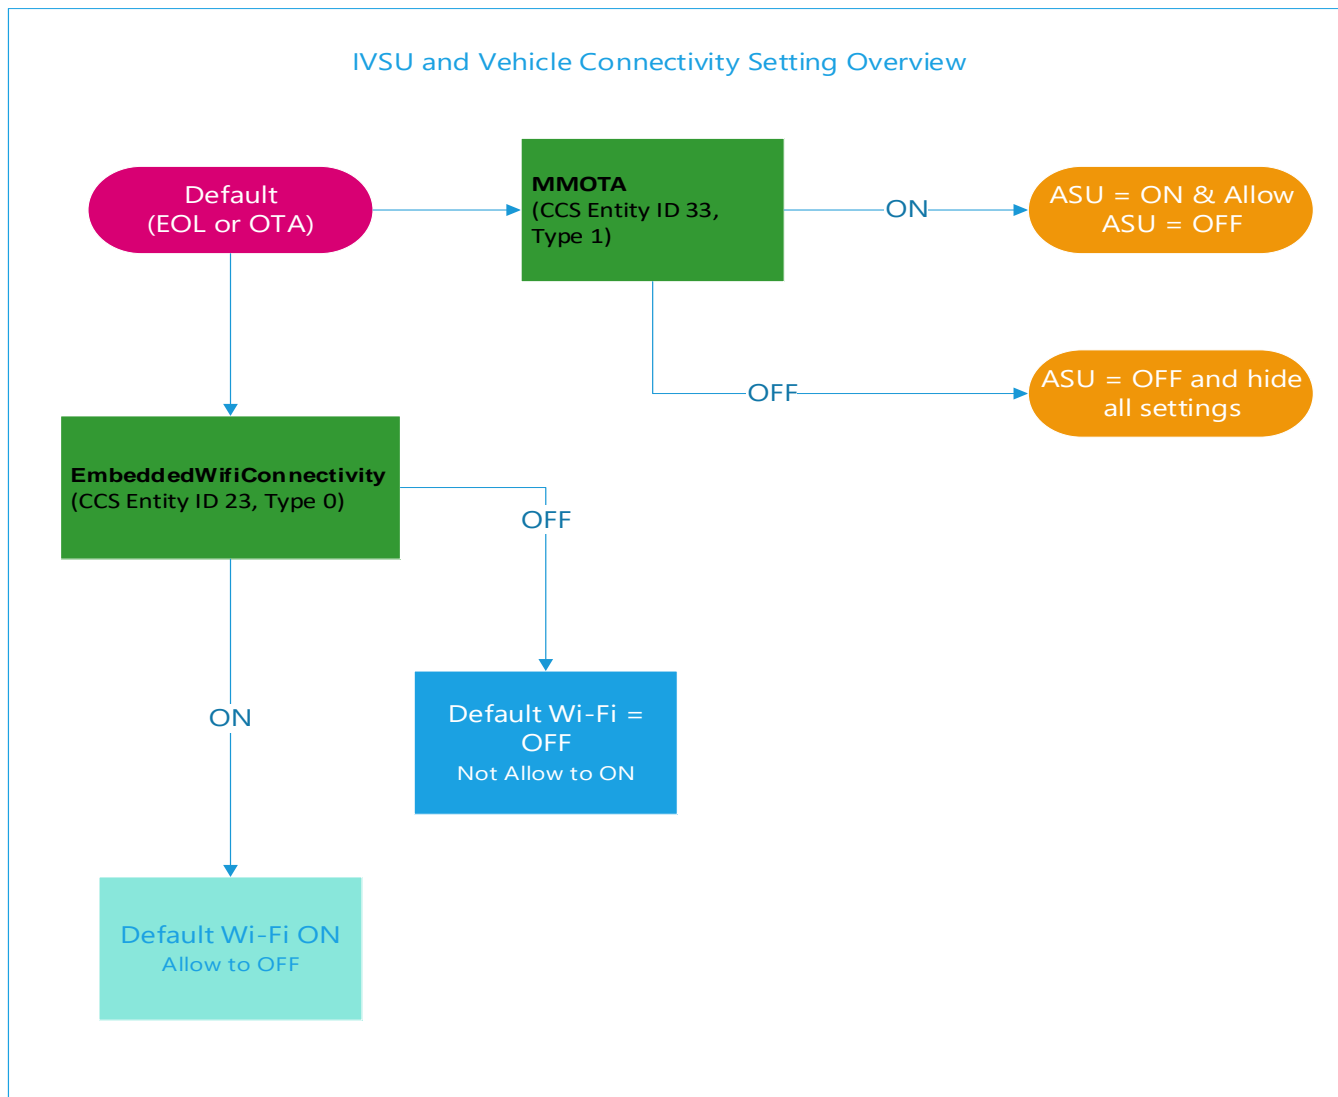 IVSU and Vehicle Connectivity Setting Overview
Default
(EOL or OTA)
MMOTA
(CCS Entity ID 33,
Type 1)
ON
ASU = ON & Allow
ASU = OFF
OFF
ASU = OFF and hide
all settings
EmbeddedWifiConnectivity
(CCS Entity ID 23, Type 0)
OFF
ON
Default Wi-Fi =
OFF
Not Allow to ON
Default Wi-Fi ON
Allow to OFF